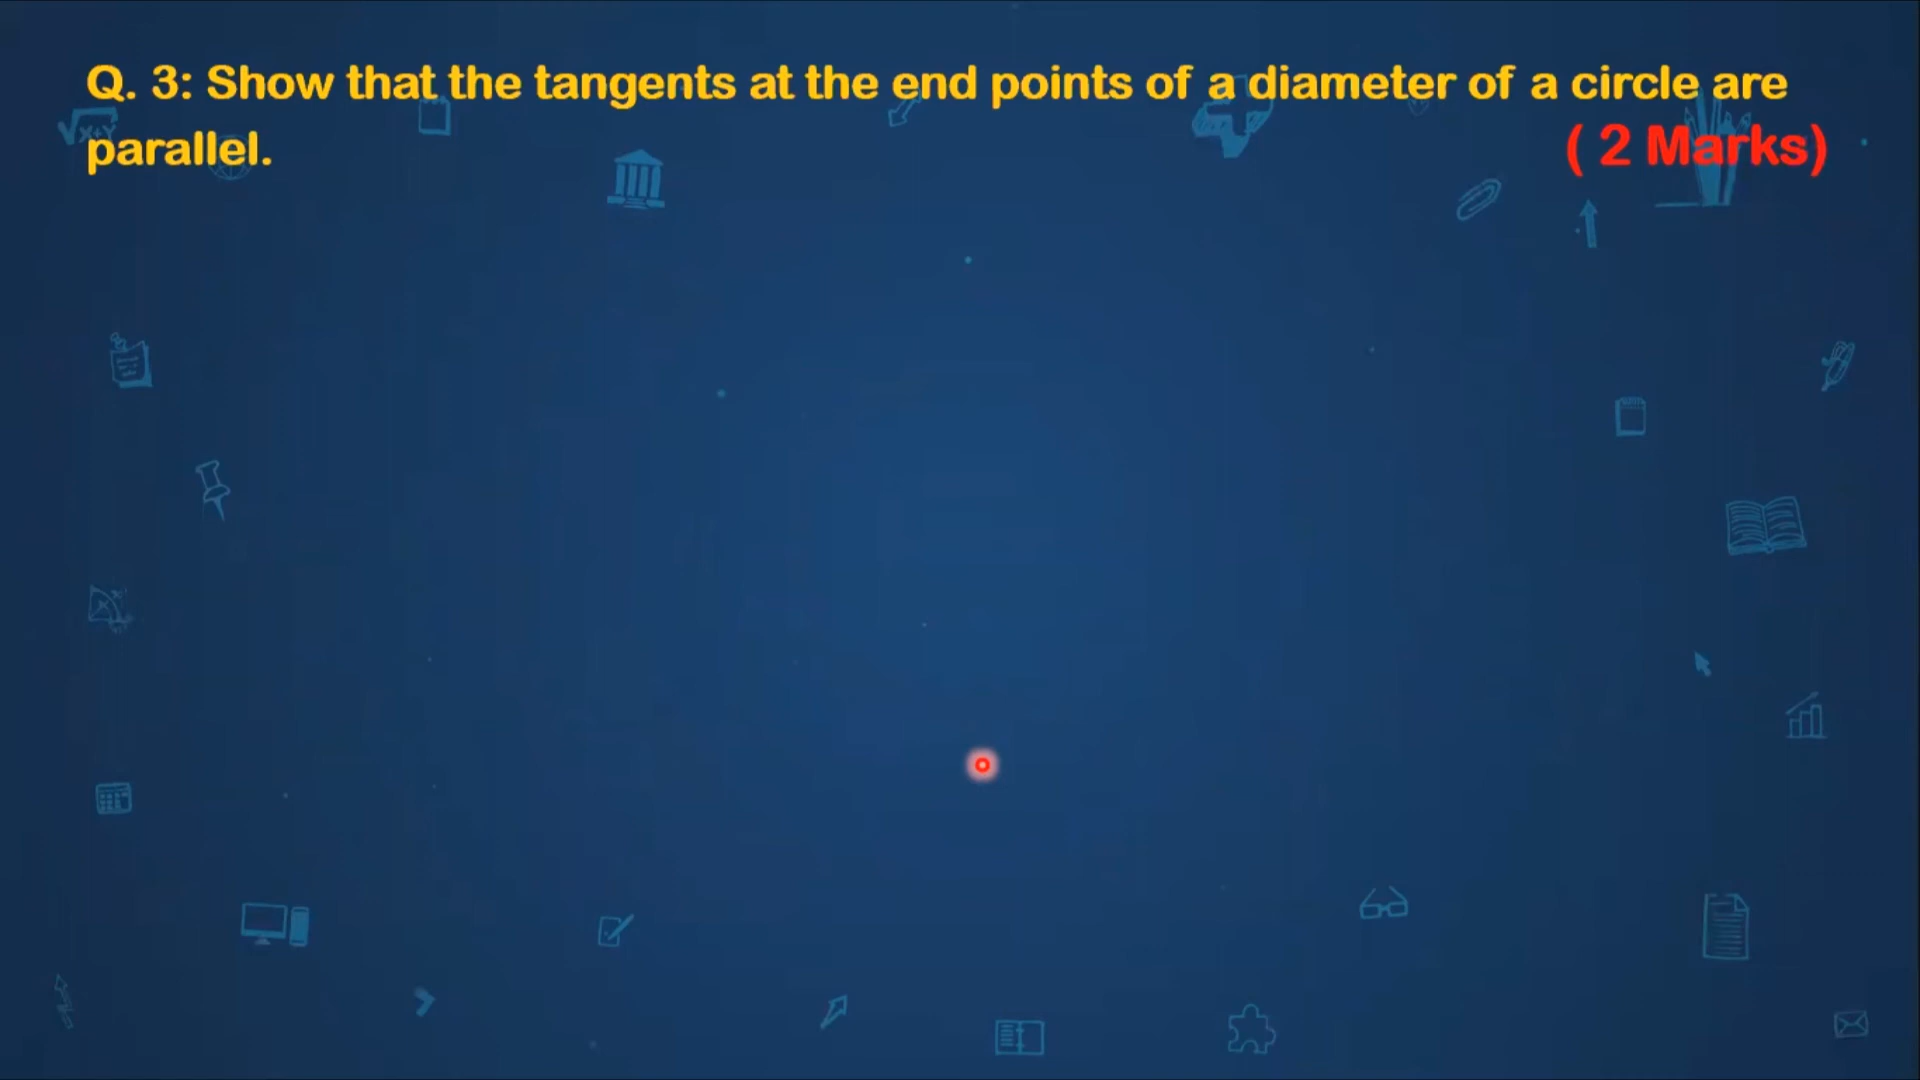 Q. 3: Show that the tangents at the end points of a diameter of a circle are
parallel.
( 2 Marks)